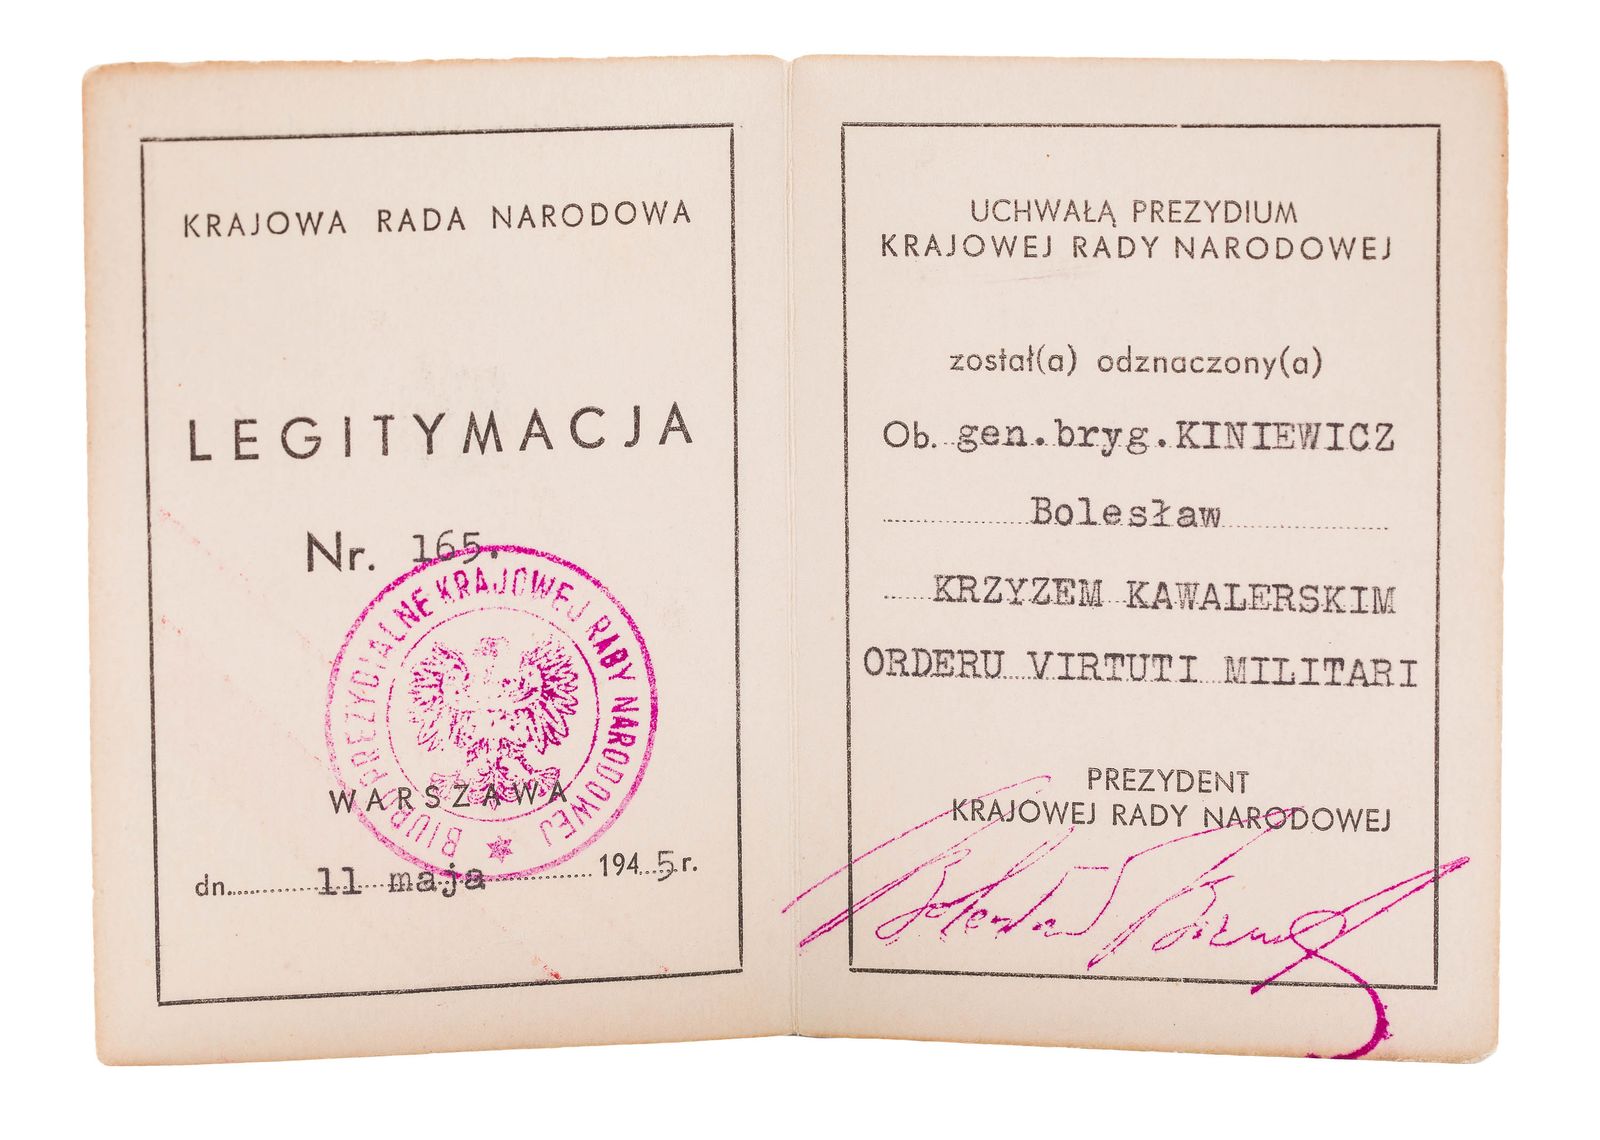 KRAJOWA RADA NARODOWA
LEGITYMACJA
Nr. 165.
BIURO PREZYDIALNE KRAJOWEJ RADY NARODOWEJ
WARSZAWA
dn. 11 maja 1945 r.
UCHWAŁĄ PREZYDIUM
KRAJOWEJ RADY NARODOWEJ
został(a) odznaczony(a)
Ob. gen.bryg.KINIEWICZ
Bolesław
KRZYZEM KAWALERSKIM
ORDERU VIRTUTI MILITARI
PREZYDENT
KRAJOWEJ RADY NARODOWEJ